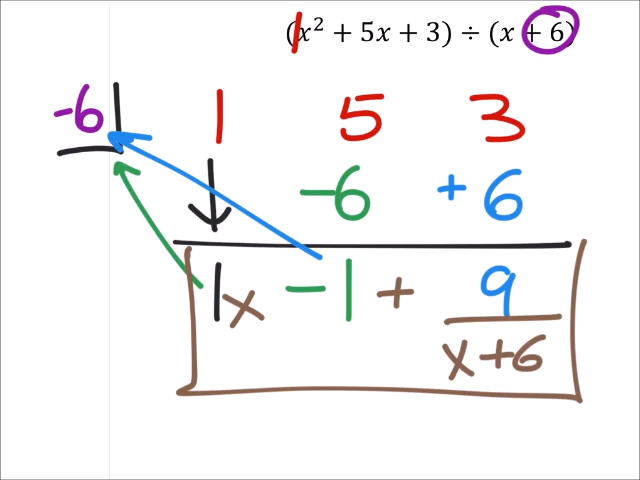 (x² + 5x + 3) ÷ (x + 6)
-6 1 5 3
-6 +6
1x - 1 + 9
x+6